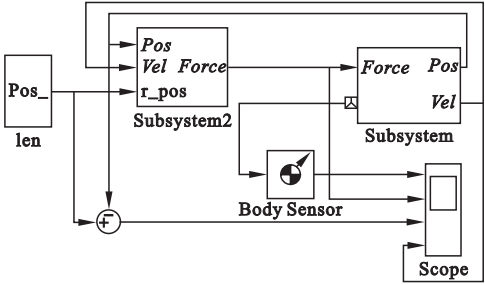 Pos_
len
Pos
Vel Force
r_pos
Subsystem2
Force Pos
Vel
Subsystem
Body Sensor
Scope